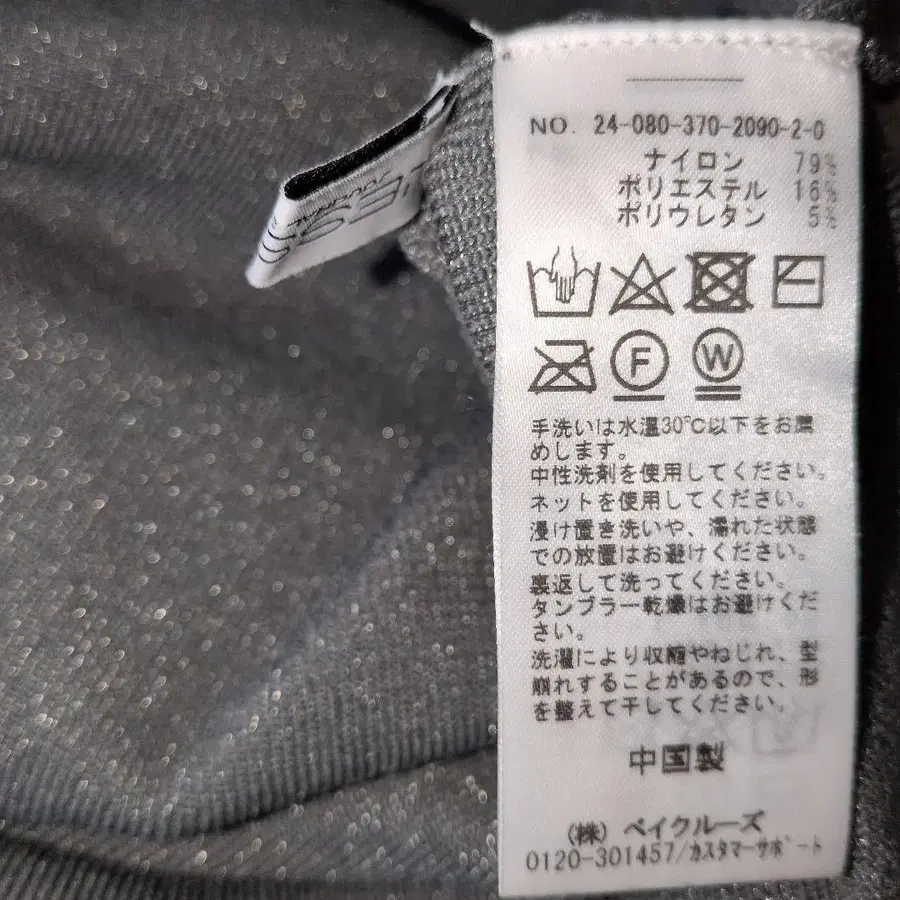 NO. 24-080-370-2090-2-0
ナイロン 79%
ポリエステル 16%
ポリウレタン 5%
F W
手洗いは水温30℃以下をお薦
めします。
中性洗剤を使用してください。
ネットを使用してください。
浸け置き洗いや、濡れた状態
での放置はお避けください。
裏返して洗ってください。
タンブラー乾燥はお避けくだ
さい。
洗濯により収縮やねじれ、型
崩れすることがあるので、形
を整えて干してください。
中国製
(株) ベイクルーズ
0120-301457/カスタマーサポート